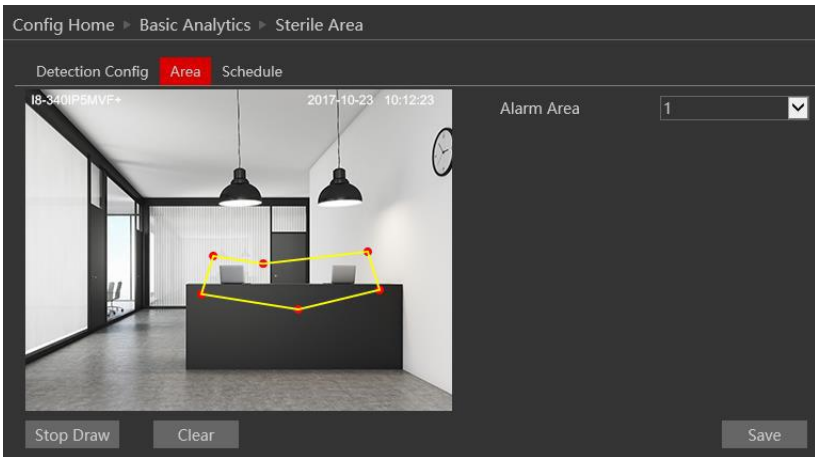 Config Home ▶ Basic Analytics ▶ Sterile Area
Detection Config Area Schedule
I8-340IP5MVF+ 2017-10-23 10:12:23
Alarm Area 1
Stop Draw Clear Save